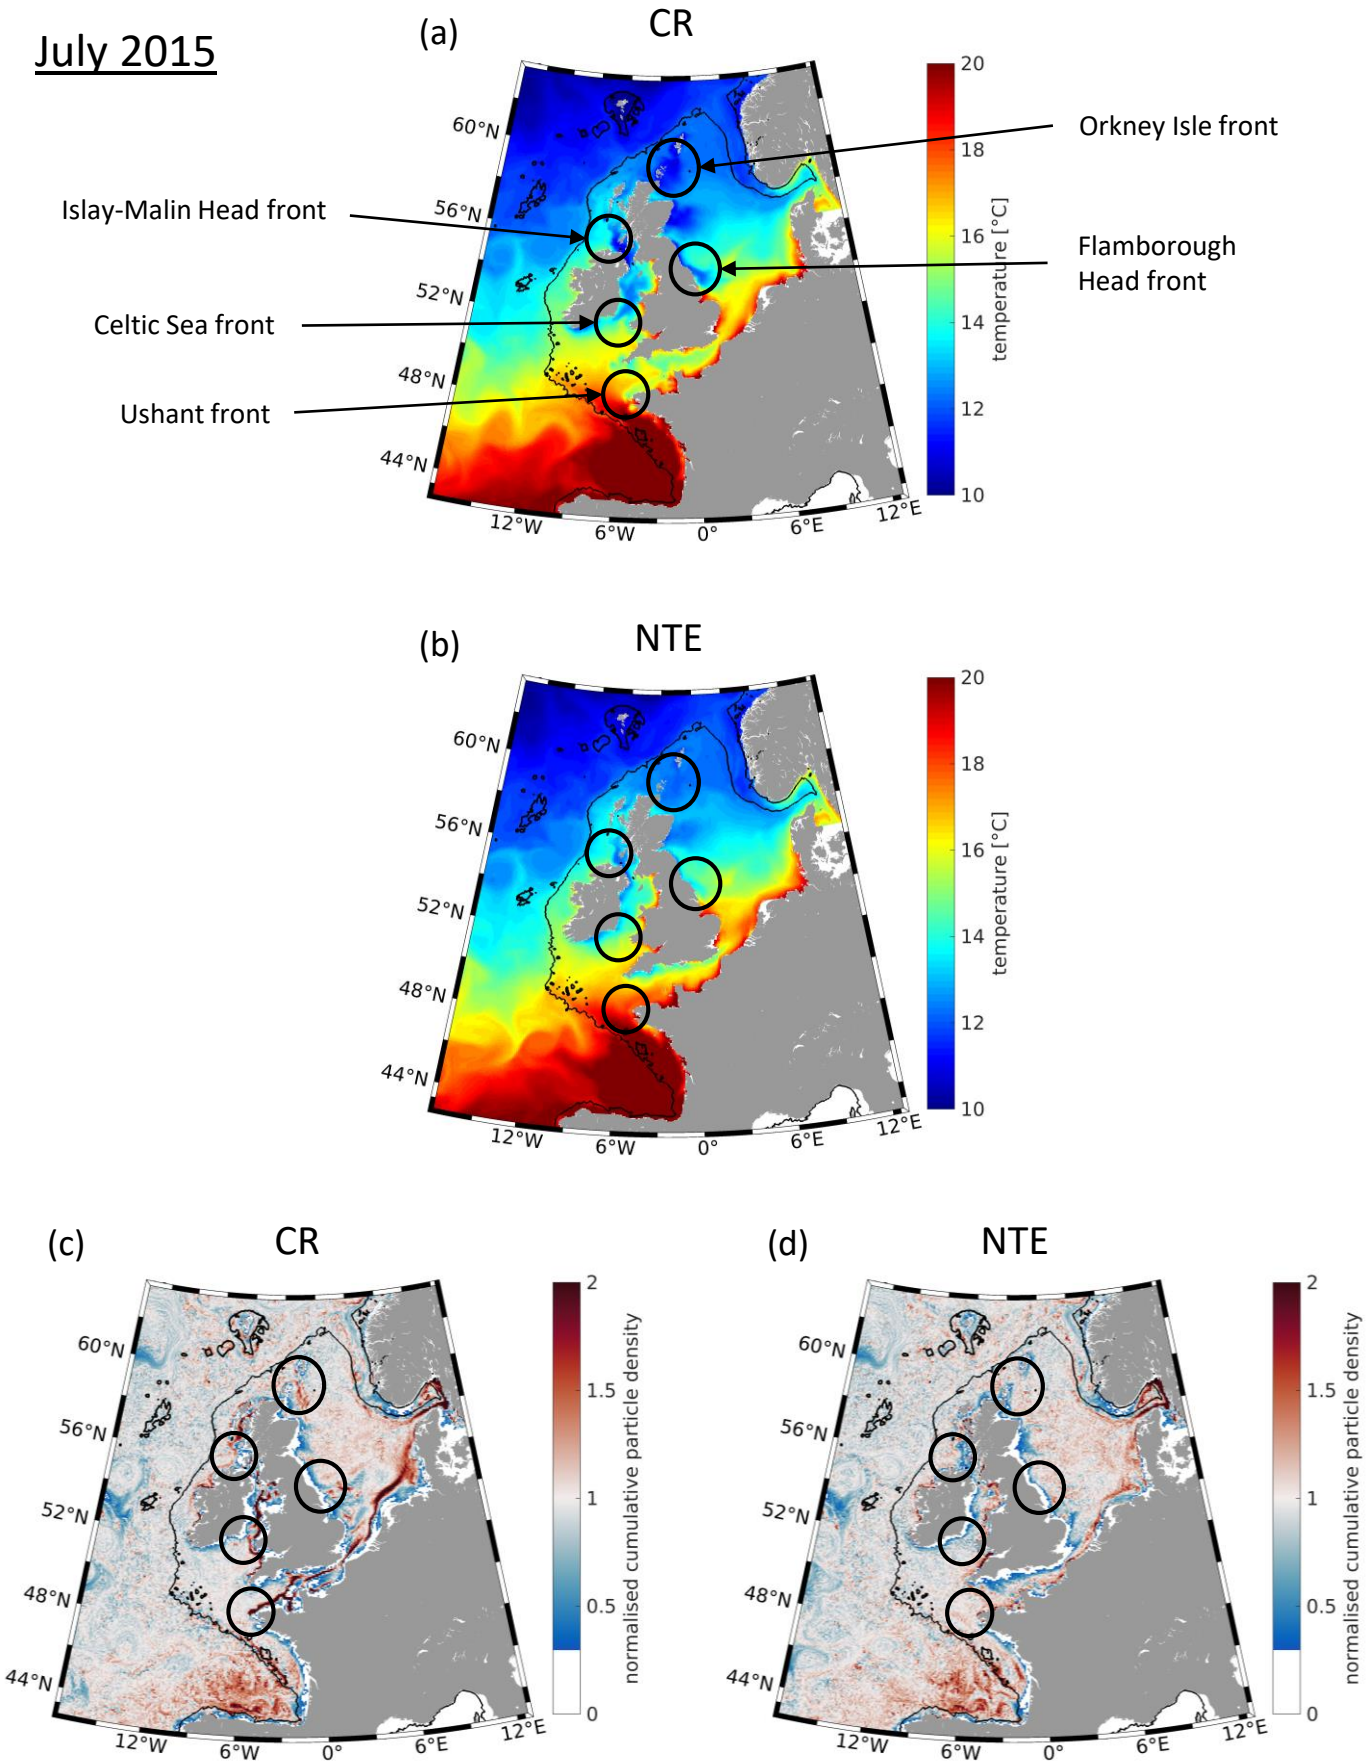 July 2015
(a) CR
60°N
56°N
52°N
48°N
44°N
12°W 6°W 0° 6°E 12°E
20
18
16
14
12
10
temperature [°C]
Orkney Isle front
Islay-Malin Head front
Flamborough
Head front
Celtic Sea front
Ushant front
(b) NTE
60°N
56°N
52°N
48°N
44°N
12°W 6°W 0° 6°E 12°E
20
18
16
14
12
10
temperature [°C]
(c) CR
60°N
56°N
52°N
48°N
44°N
12°W 6°W 0° 6°E 12°E
2
1.5
1
0.5
0
normalised cumulative particle density
(d) NTE
60°N
56°N
52°N
48°N
44°N
12°W 6°W 0° 6°E 12°E
2
1.5
1
0.5
0
normalised cumulative particle density